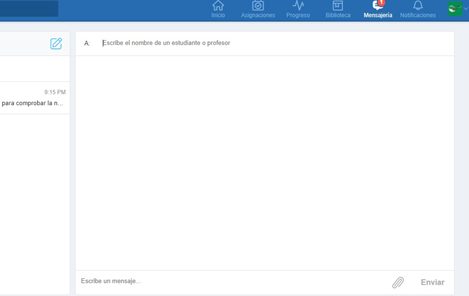 1
Inicio
Asignaciones
Progreso
Biblioteca
Mensajería
Notificaciones
A:
Escribe el nombre de un estudiante o profesor
9:15 PM
para comprobar la n...
Escribe un mensaje...
Enviar